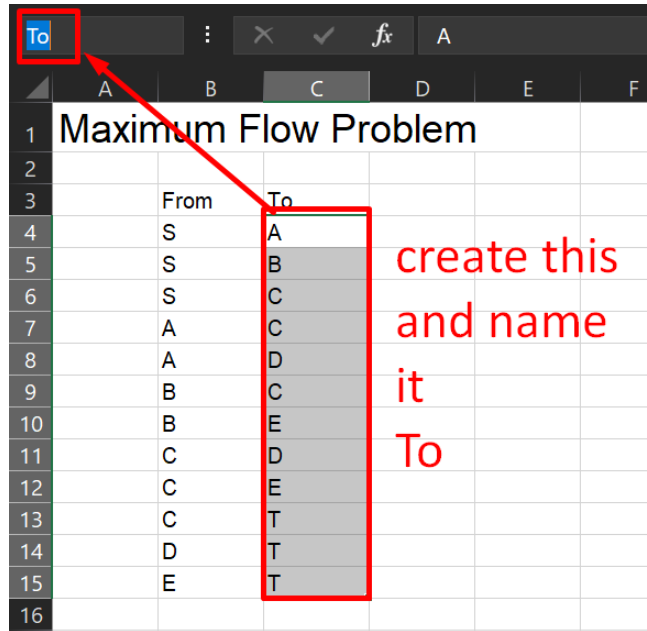 To fx A
A B C D E F
1 Maximum Flow Problem
2
3 From To
4 S A
5 S B
6 S C
7 A C
8 A D
9 B C
10 B E
11 C D
12 C E
13 C T
14 D T
15 E T
16
create this
and name
it
To